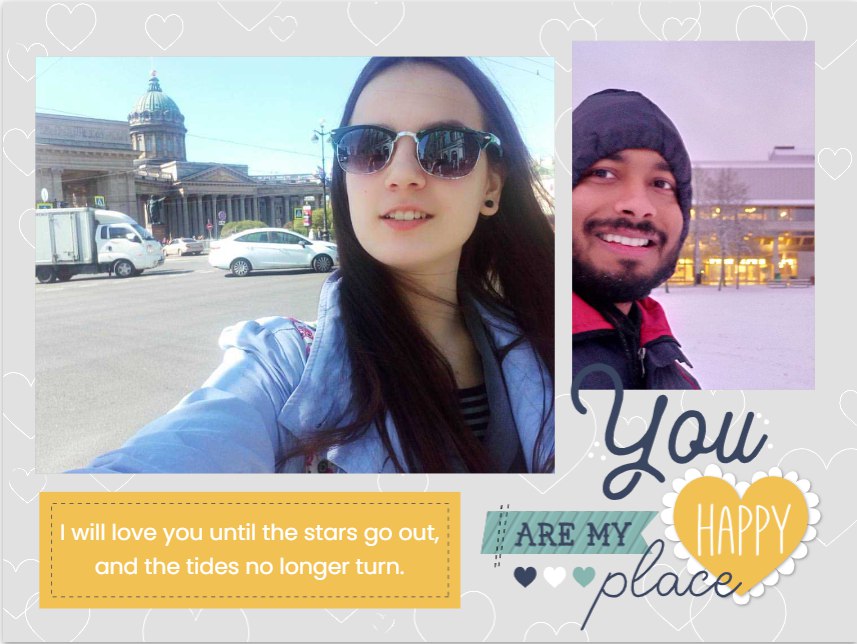 I will love you until the stars go out,
and the tides no longer turn.
You
ARE MY
HAPPY
place